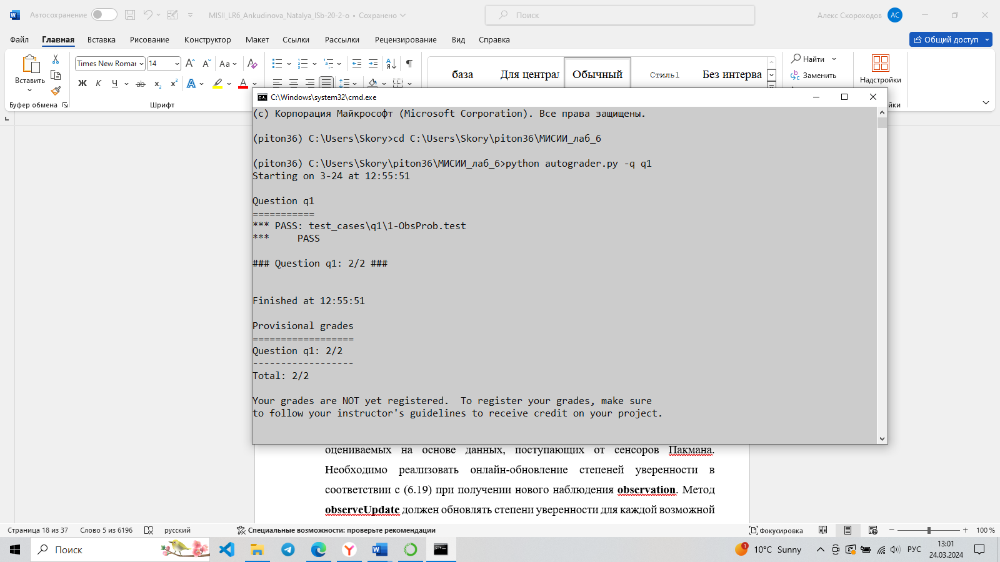 Автосохранение
MISII_LR6_Ankudinova_Natalya_ISb-20-2-o • Сохранено
Поиск
Алекс Скороходов
АС
Файл Главная Вставка Рисование Конструктор Макет Ссылки Рассылки Рецензирование Вид Справка
Общий доступ
Вставить
Times New Roman
14
Aa
Ж К Ч
Буфер обмена
Шрифт
база
Для централ
Обычный
Стиль1
Без интерва
Найти
Заменить
Надстройки
йки
C:\Windows\system32\cmd.exe
(c) Корпорация Майкрософт (Microsoft Corporation). Все права защищены.
(piton36) C:\Users\Skory>cd C:\Users\Skory\piton36\МИСИИ_лаб_6
(piton36) C:\Users\Skory\piton36\МИСИИ_лаб_6>python autograder.py -q q1
Starting on 3-24 at 12:55:51
Question q1
===========
*** PASS: test_cases\q1\1-ObsProb.test
***     PASS
### Question q1: 2/2 ###
Finished at 12:55:51
Provisional grades
==================
Question q1: 2/2
------------------
Total: 2/2
Your grades are NOT yet registered.  To register your grades, make sure
to follow your instructor's guidelines to receive credit on your project.
оцениваемых на основе данных, поступающих от сенсоров Пакмана.
Необходимо реализовать онлайн-обновление степеней уверенности в
соответствии с (6.19) при получении нового наблюдения observation. Метод
observeUpdate должен обновлять степени уверенности для каждой возможной
Страница 18 из 37 Слово 5 из 6196 русский Специальные возможности: проверьте рекомендации Фокусировка 100 %
Поиск
1
10°C Sunny
РУС
13:01
24.03.2024